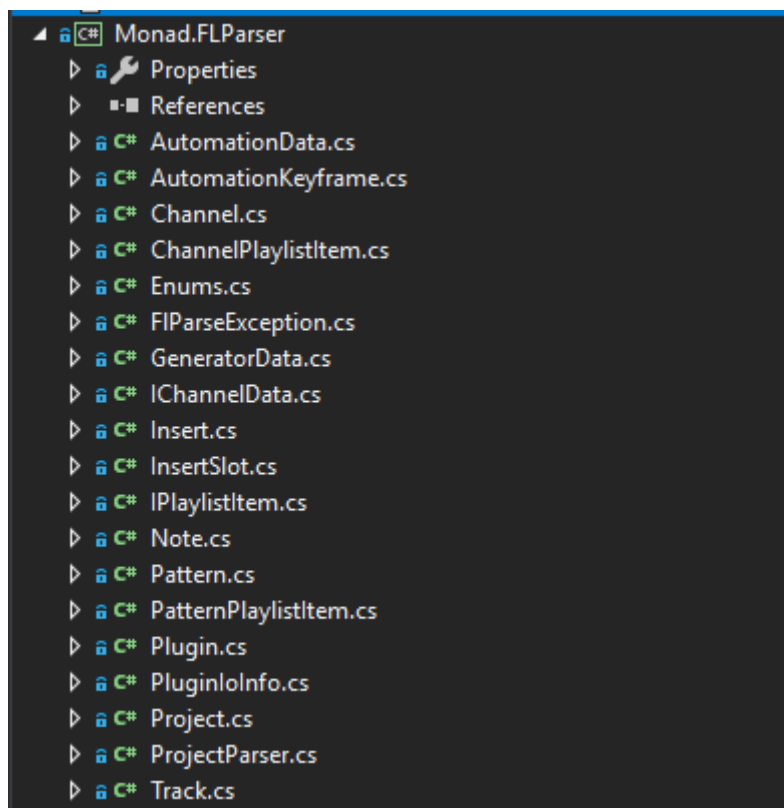 C# Monad.FLParser
Properties
References
C# AutomationData.cs
C# AutomationKeyframe.cs
C# Channel.cs
C# ChannelPlaylistItem.cs
C# Enums.cs
C# FlParseException.cs
C# GeneratorData.cs
C# IChannelData.cs
C# Insert.cs
C# InsertSlot.cs
C# IPlaylistItem.cs
C# Note.cs
C# Pattern.cs
C# PatternPlaylistItem.cs
C# Plugin.cs
C# PluginIoInfo.cs
C# Project.cs
C# ProjectParser.cs
C# Track.cs